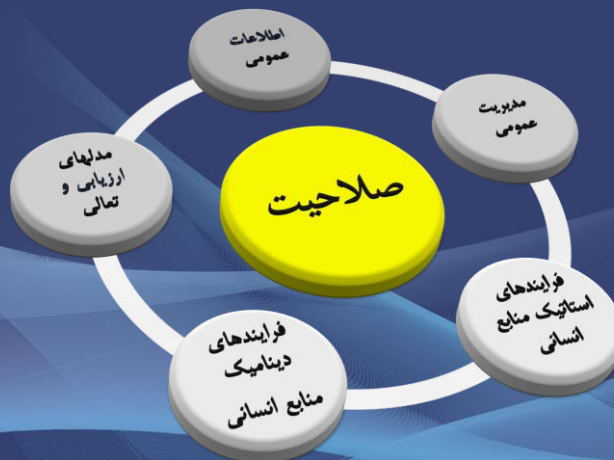 اطلاعات
عمومی
مدیریت
عمومی
صلاحیت
مدلهای
ارزیابی و
تعالی
فرایندهای
استاتیک منابع
انسانی
فرایندهای
دینامیک
منابع انسانی